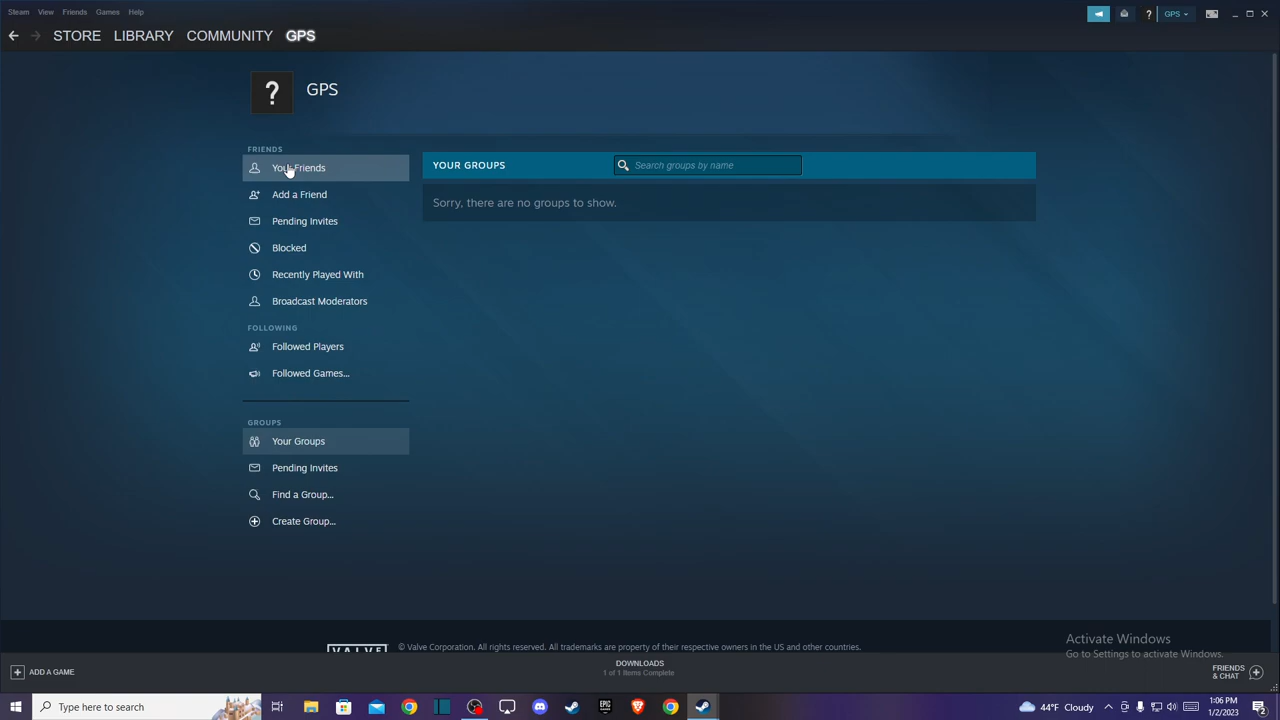 Steam View Friends Games Help
GPS
STORE LIBRARY COMMUNITY GPS
? GPS
FRIENDS
Your Friends
Add a Friend
Pending Invites
Blocked
Recently Played With
Broadcast Moderators
FOLLOWING
Followed Players
Followed Games...
GROUPS
Your Groups
Pending Invites
Find a Group...
Create Group...
YOUR GROUPS Search groups by name
Sorry, there are no groups to show.
VALVE © Valve Corporation. All rights reserved. All trademarks are property of their respective owners in the US and other countries.
Activate Windows
Go to Settings to activate Windows.
ADD A GAME
DOWNLOADS
1 of 1 Items Complete
FRIENDS
& CHAT
Type here to search
EPIC
44°F Cloudy
1:06 PM
1/2/2023
2